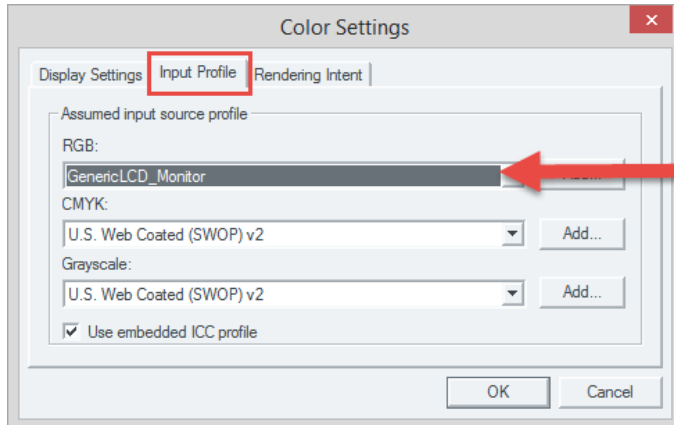 Color Settings
Display Settings Input Profile Rendering Intent
Assumed input source profile
RGB:
GenericLCD_Monitor
CMYK:
U.S. Web Coated (SWOP) v2 Add...
Grayscale:
U.S. Web Coated (SWOP) v2 Add...
Use embedded ICC profile
OK Cancel